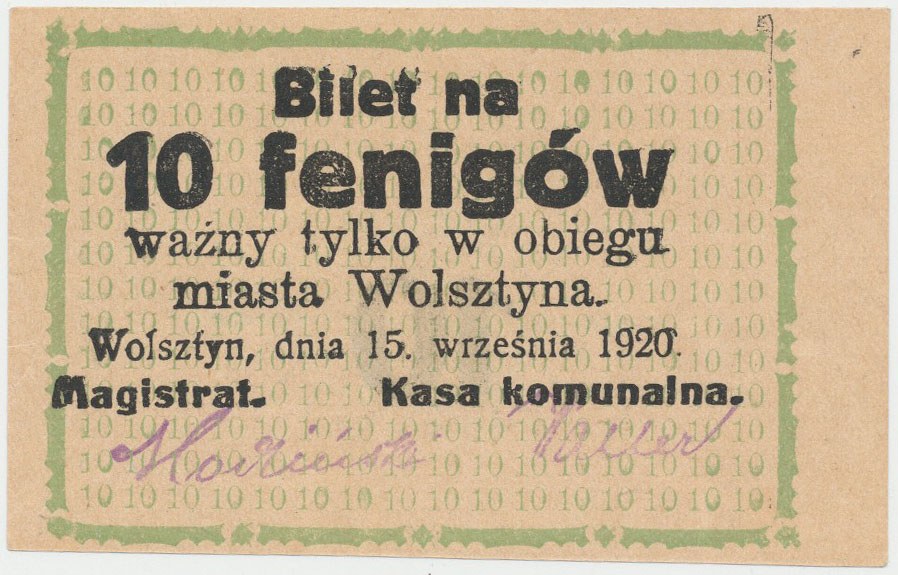 Bilet na
10 fenigów
ważny tylko w obiegu
miasta Wolsztyna.
Wolsztyn, dnia 15. września 1920.
Magistrat. Kasa komunalna.